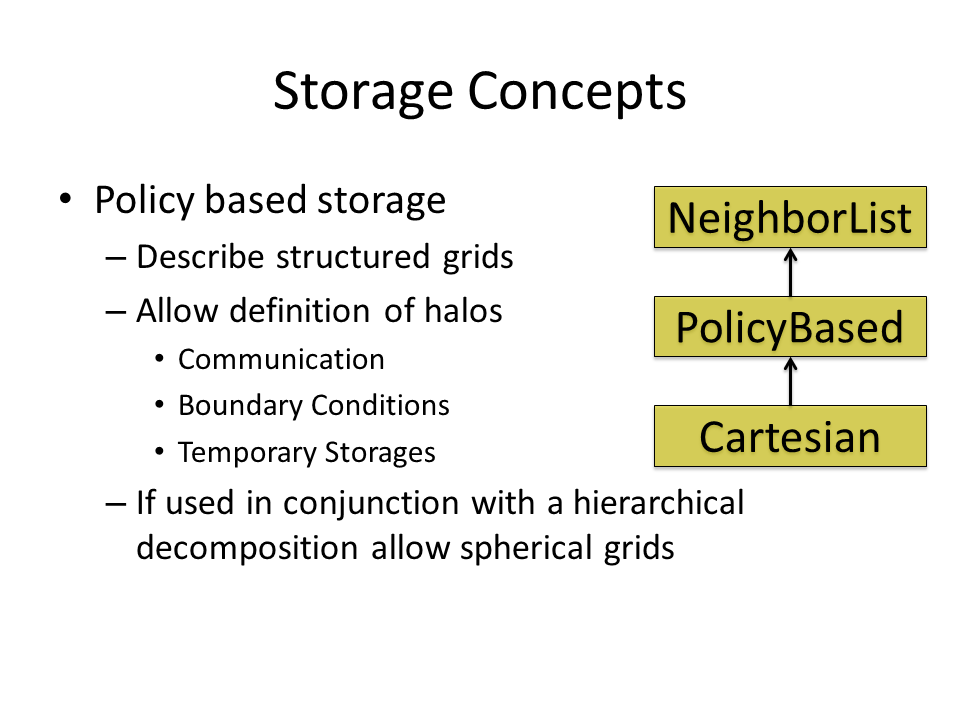 Storage Concepts
• Policy based storage
– Describe structured grids
– Allow definition of halos
• Communication
• Boundary Conditions
• Temporary Storages
– If used in conjunction with a hierarchical
decomposition allow spherical grids
NeighborList
PolicyBased
Cartesian